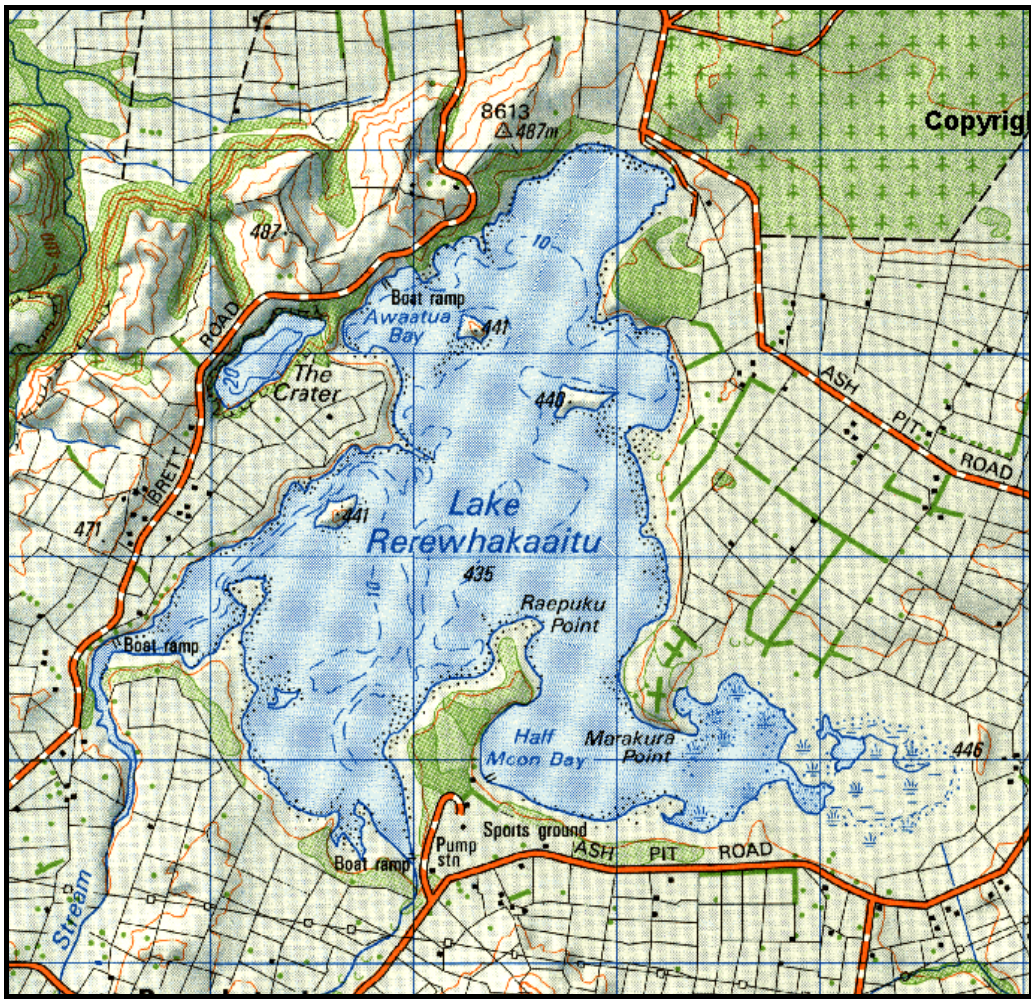 8613
487m
Copyrig
487
10
Boat ramp
Awaatua
Bay
441
ROAD
20
The
Crater
440
ASH
PIT
ROAD
BRETT
Lake
Rerewhakaaitu
441
471
435
10
Raepuku
Point
Boat ramp
Half
Moon Bay
Marakura
Point
446
Sports ground
Pump
stn
Boat ramp
ASH PIT ROAD
Stream